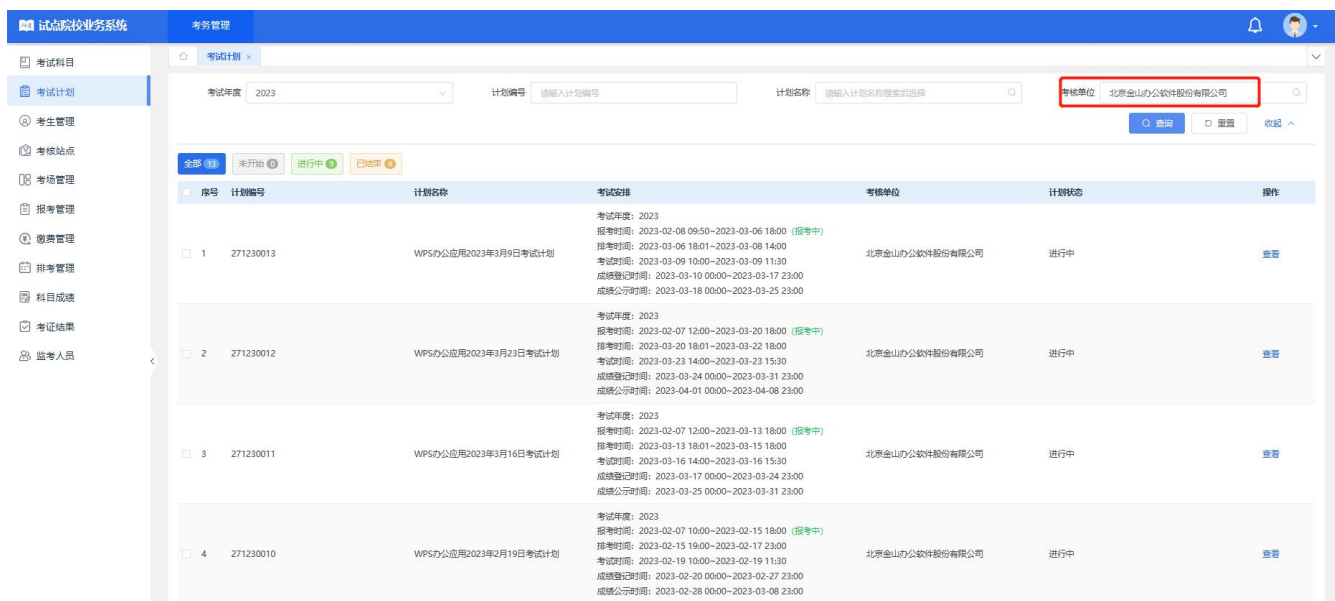 试点院校业务系统 考务管理
考试科目
考试计划
考生管理
考核站点
考场管理
报考管理
缴费管理
排考管理
科目成绩
考证结果
监考人员
考试计划 ×
考试年度 2023 计划编号 请输入计划编号 计划名称 请输入计划名称搜索后选择 考核单位 北京金山办公软件股份有限公司
查询 重置 收起
全部 13 未开始 0 进行中 9 已结束 4
序号 计划编号 计划名称 考试安排 考核单位 计划状态 操作
考试年度：2023
报考时间：2023-02-08 09:50~2023-03-06 18:00 (报考中)
排考时间：2023-03-06 18:01~2023-03-08 14:00
1 271230013 WPS办公应用2023年3月9日考试计划 北京金山办公软件股份有限公司 进行中 查看
考试时间：2023-03-09 10:00~2023-03-09 11:30
成绩登记时间：2023-03-10 00:00~2023-03-17 23:00
成绩公示时间：2023-03-18 00:00~2023-03-25 23:00
考试年度：2023
报考时间：2023-02-07 12:00~2023-03-20 18:00 (报考中)
排考时间：2023-03-20 18:01~2023-03-22 18:00
2 271230012 WPS办公应用2023年3月23日考试计划 北京金山办公软件股份有限公司 进行中 查看
考试时间：2023-03-23 14:00~2023-03-23 15:30
成绩登记时间：2023-03-24 00:00~2023-03-31 23:00
成绩公示时间：2023-04-01 00:00~2023-04-08 23:00
考试年度：2023
报考时间：2023-02-07 12:00~2023-03-13 18:00 (报考中)
排考时间：2023-03-13 18:01~2023-03-15 18:00
3 271230011 WPS办公应用2023年3月16日考试计划 北京金山办公软件股份有限公司 进行中 查看
考试时间：2023-03-16 14:00~2023-03-16 15:30
成绩登记时间：2023-03-17 00:00~2023-03-24 23:00
成绩公示时间：2023-03-25 00:00~2023-03-31 23:00
考试年度：2023
报考时间：2023-02-07 10:00~2023-02-15 18:00 (报考中)
排考时间：2023-02-15 19:00~2023-02-17 23:00
4 271230010 WPS办公应用2023年2月19日考试计划 北京金山办公软件股份有限公司 进行中 查看
考试时间：2023-02-19 10:00~2023-02-19 11:30
成绩登记时间：2023-02-20 00:00~2023-02-27 23:00
成绩公示时间：2023-02-28 00:00~2023-03-08 23:00